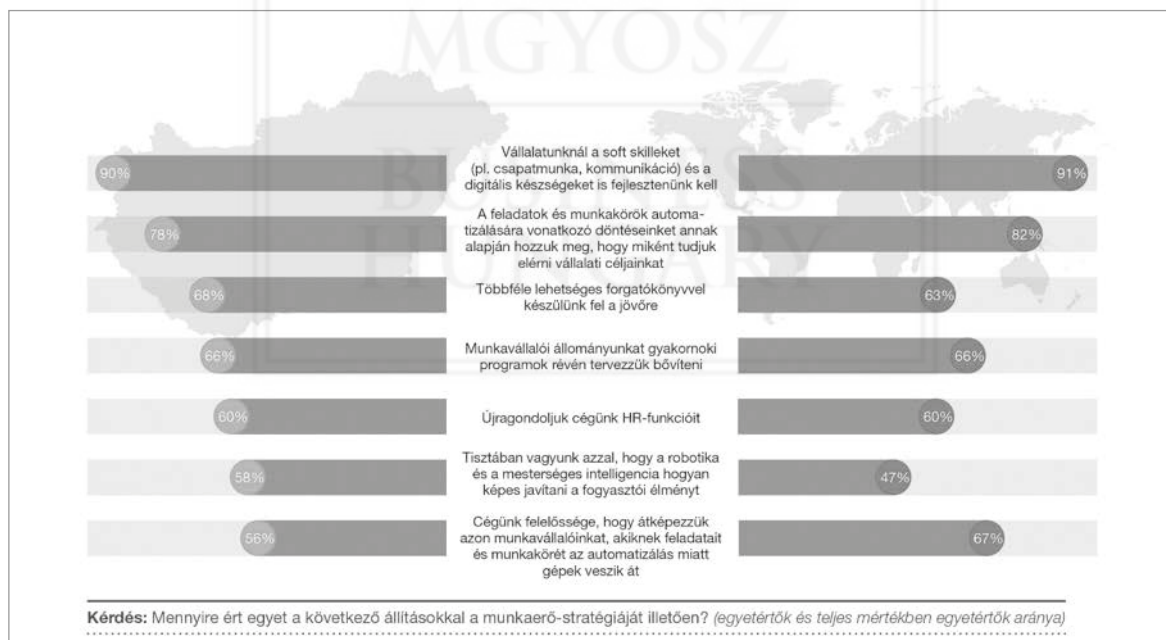 MGYOSZ
BUSINESS
HUNGARY
90%
Vállalatunknál a soft skilleket
(pl. csapatmunka, kommunikáció) és a
digitális készségeket is fejlesztenünk kell
91%
78%
A feladatok és munkakörök automa-
tizálására vonatkozó döntéseinket annak
alapján hozzuk meg, hogy miként tudjuk
elérni vállalati céljainkat
82%
68%
Többféle lehetséges forgatókönyvvel
készülünk fel a jövőre
63%
66%
Munkavállalói állományunkat gyakornoki
programok révén tervezzük bővíteni
66%
60%
Újragondoljuk cégünk HR-funkcióit
60%
58%
Tisztában vagyunk azzal, hogy a robotika
és a mesterséges intelligencia hogyan
képes javítani a fogyasztói élményt
47%
56%
Cégünk felelőssége, hogy átképezzük
azon munkavállalóinkat, akiknek feladatait
és munkakörét az automatizálás miatt
gépek veszik át
67%
Kérdés: Mennyire ért egyet a következő állításokkal a munkaerő-stratégiáját illetően? (egyetértők és teljes mértékben egyetértők aránya)